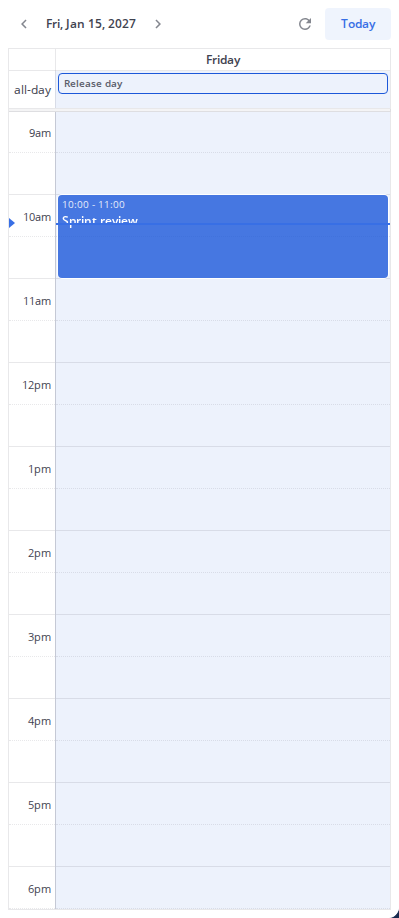 Fri, Jan 15, 2027
Today
Friday
all-day
Release day
9am
10am
10:00 - 11:00
Sprint review
11am
12pm
1pm
2pm
3pm
4pm
5pm
6pm